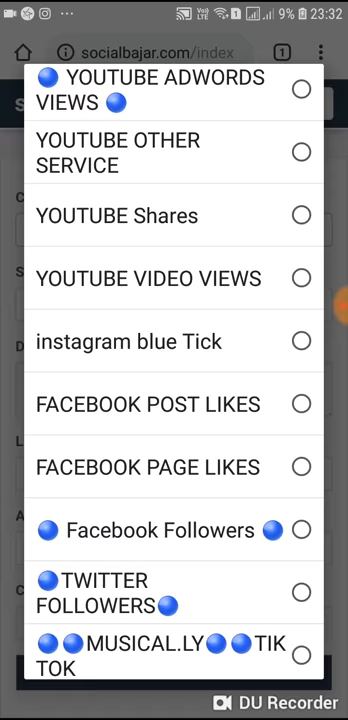 9% 23:32
socialbajar.com/index 1
YOUTUBE ADWORDS
VIEWS
YOUTUBE OTHER
SERVICE
YOUTUBE Shares
YOUTUBE VIDEO VIEWS
instagram blue Tick
FACEBOOK POST LIKES
FACEBOOK PAGE LIKES
Facebook Followers
TWITTER
FOLLOWERS
MUSICAL.LY TIK
TOK
DU Recorder